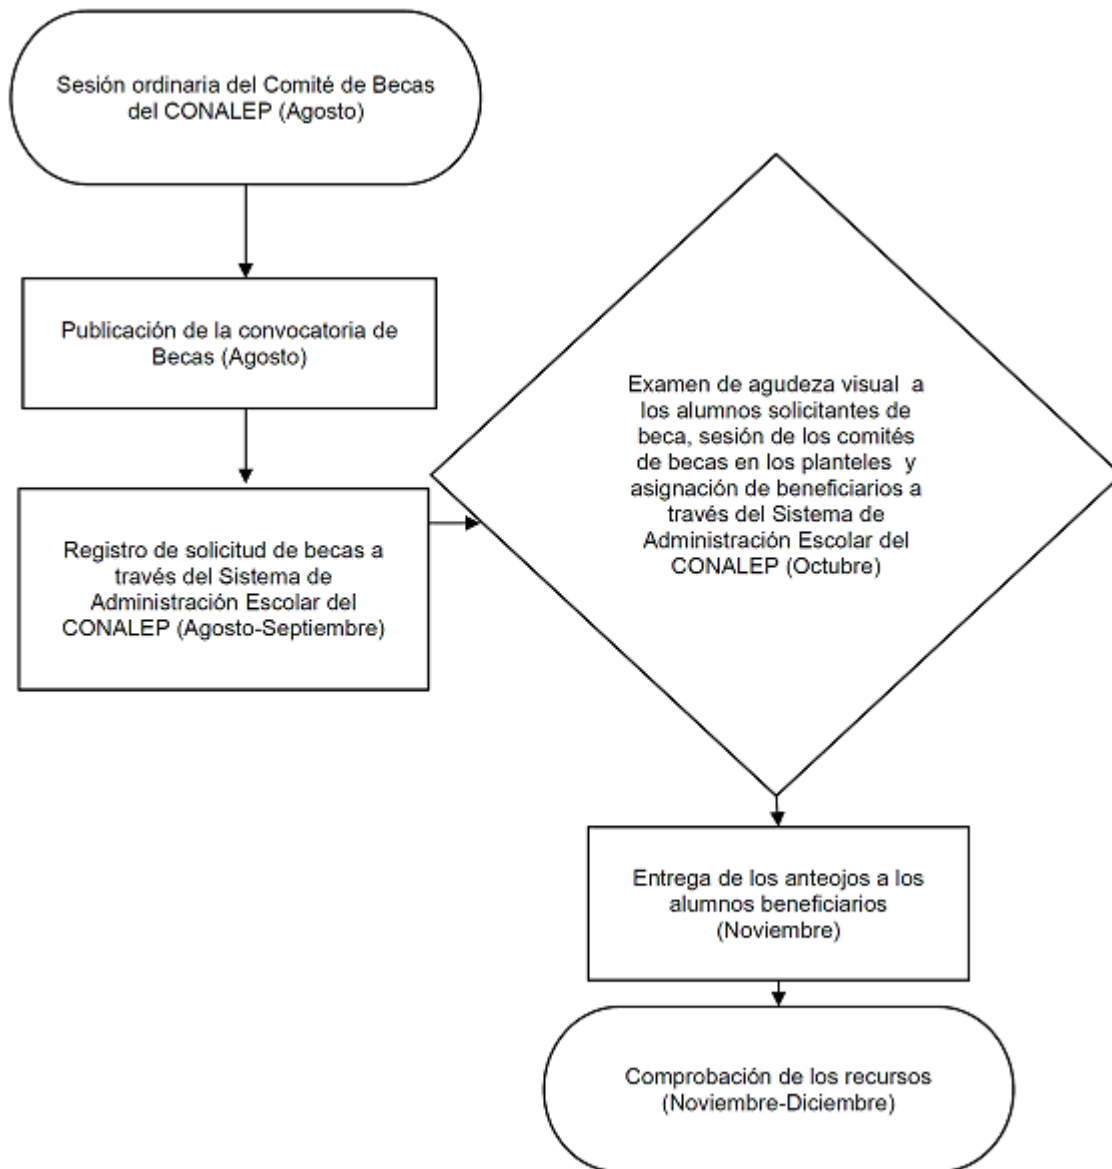 Sesión ordinaria del Comité de Becas
del CONALEP (Agosto)
Publicación de la convocatoria de
Becas (Agosto)
Registro de solicitud de becas a
través del Sistema de
Administración Escolar del
CONALEP (Agosto-Septiembre)
Examen de agudeza visual a
los alumnos solicitantes de
beca, sesión de los comités
de becas en los planteles y
asignación de beneficiarios a
través del Sistema de
Administración Escolar del
CONALEP (Octubre)
Entrega de los anteojos a los
alumnos beneficiarios
(Noviembre)
Comprobación de los recursos
(Noviembre-Diciembre)